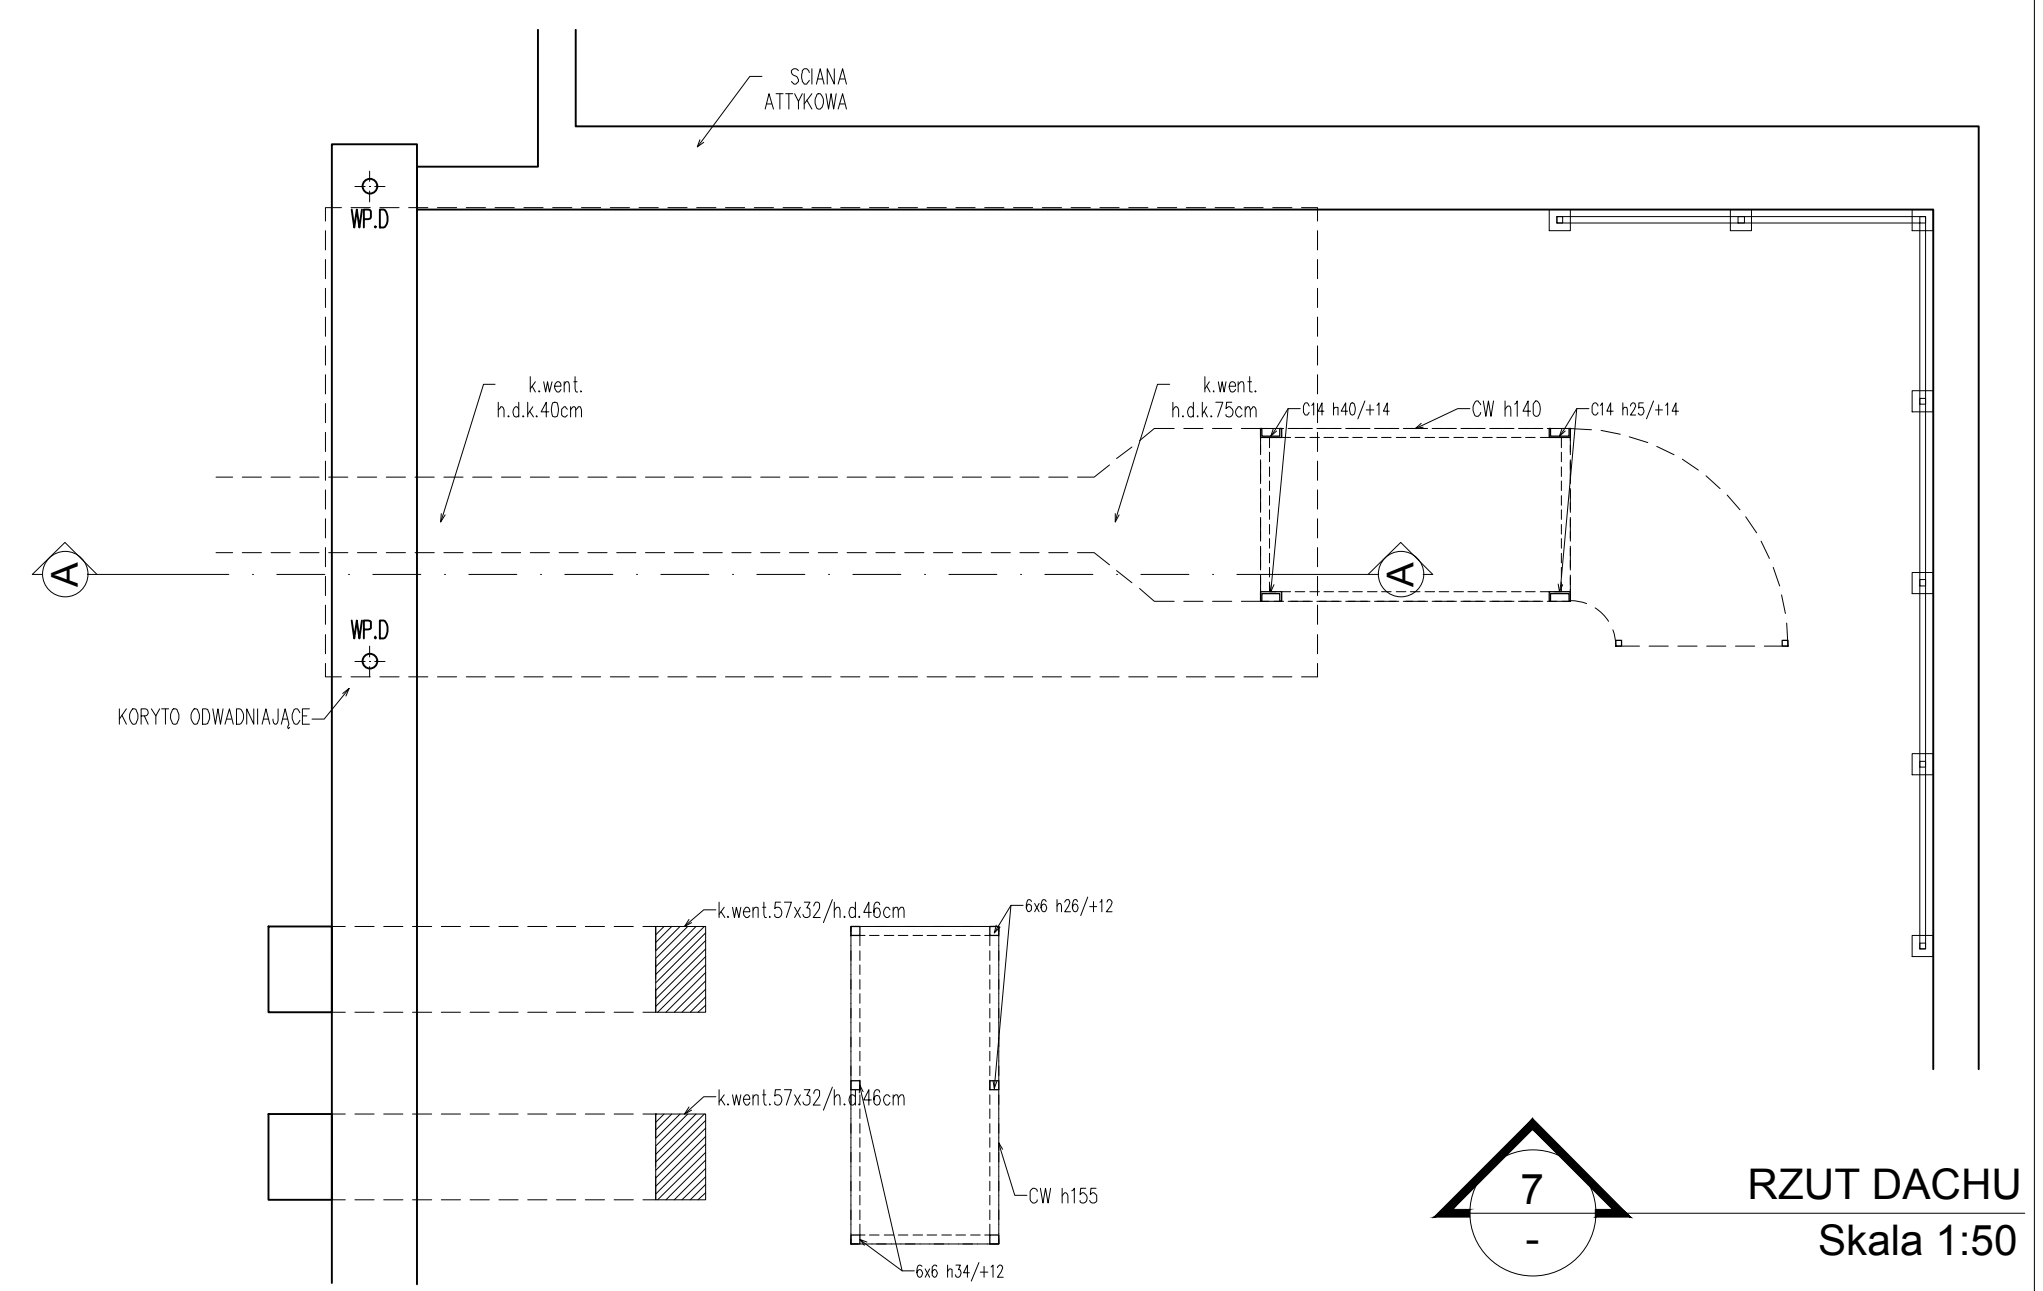 SCIANA
ATTYKOWA
WP.D
k.went.
h.d.k.40cm
k.went.
h.d.k.75cm
C14 h40/+14
CW h140
C14 h25/+14
A
A
WP.D
KORYTO ODWADNIAJĄCE
k.went.57x32/h.d.46cm
6x6 h26/+12
k.went.57x32/h.d.46cm
CW h155
6x6 h34/+12
7
-
RZUT DACHU
Skala 1:50